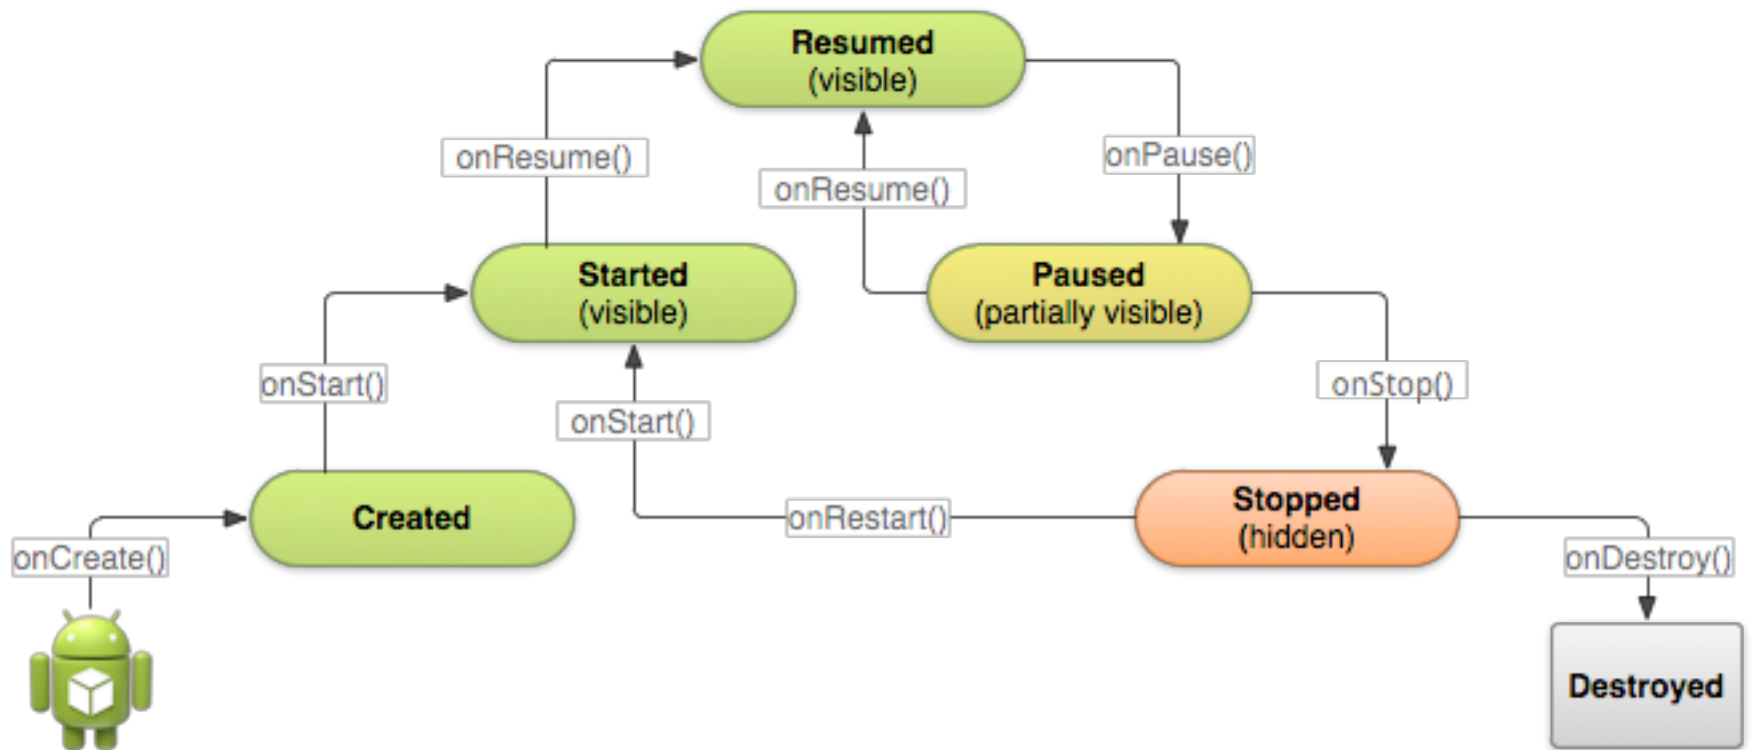 Resumed
(visible)
onResume()
onPause()
onResume()
Started
(visible)
Paused
(partially visible)
onStart()
onStop()
onStart()
Created
onRestart()
Stopped
(hidden)
onCreate()
onDestroy()
Destroyed